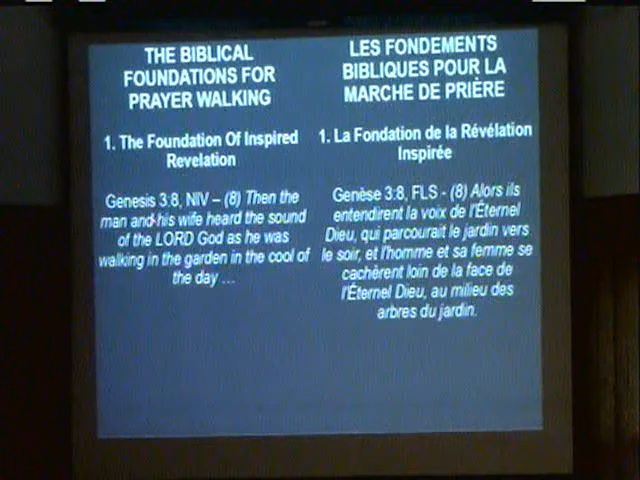 THE BIBLICAL
FOUNDATIONS FOR
PRAYER WALKING
1. The Foundation Of Inspired
Revelation
Genesis 3:8, NIV – (8) Then the
man and his wife heard the sound
of the LORD God as he was
walking in the garden in the cool of
the day …
LES FONDEMENTS
BIBLIQUES POUR LA
MARCHE DE PRIÈRE
1. La Fondation de la Révélation
Inspirée
Genèse 3:8, FLS - (8) Alors ils
entendirent la voix de l'Éternel
Dieu, qui parcourait le jardin vers
le soir, et l'homme et sa femme se
cachèrent loin de la face de
l'Éternel Dieu, au milieu des
arbres du jardin.